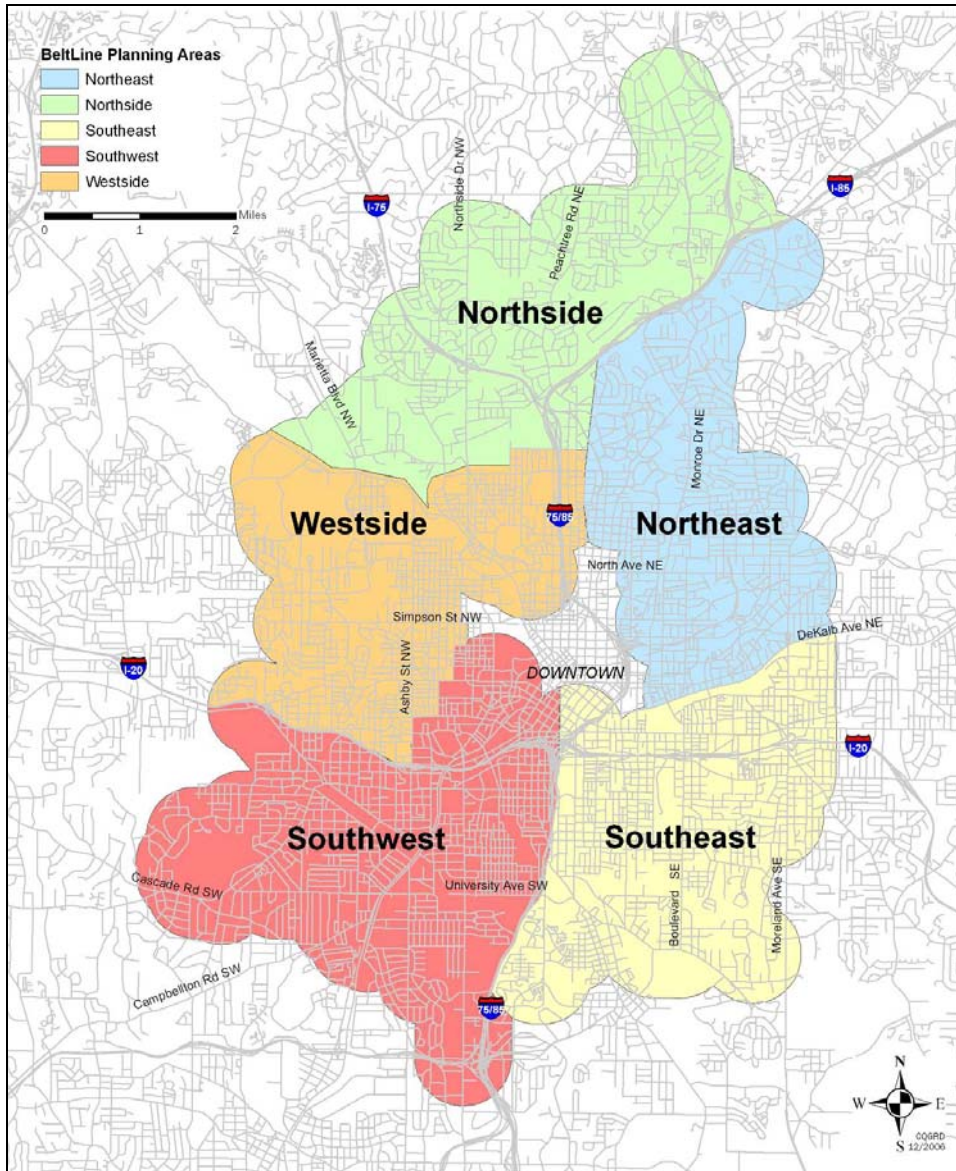 BeltLine Planning Areas
Northeast
Northside
Southeast
Southwest
Westside
Miles
0 1 2
I-75
Northside Dr NW
Peachtree Rd NE
I-85
Northside
Marietta Blvd NW
Monroe Dr NE
Westside
75/85
Northeast
North Ave NE
Simpson St NW
DeKalb Ave NE
I-20
Ashby St NW
DOWNTOWN
I-20
Southwest
Southeast
Cascade Rd SW
University Ave SW
Boulevard SE
Moreland Ave SE
Campbellton Rd SW
75/85
N
W E
S
CQGRD
12/2006